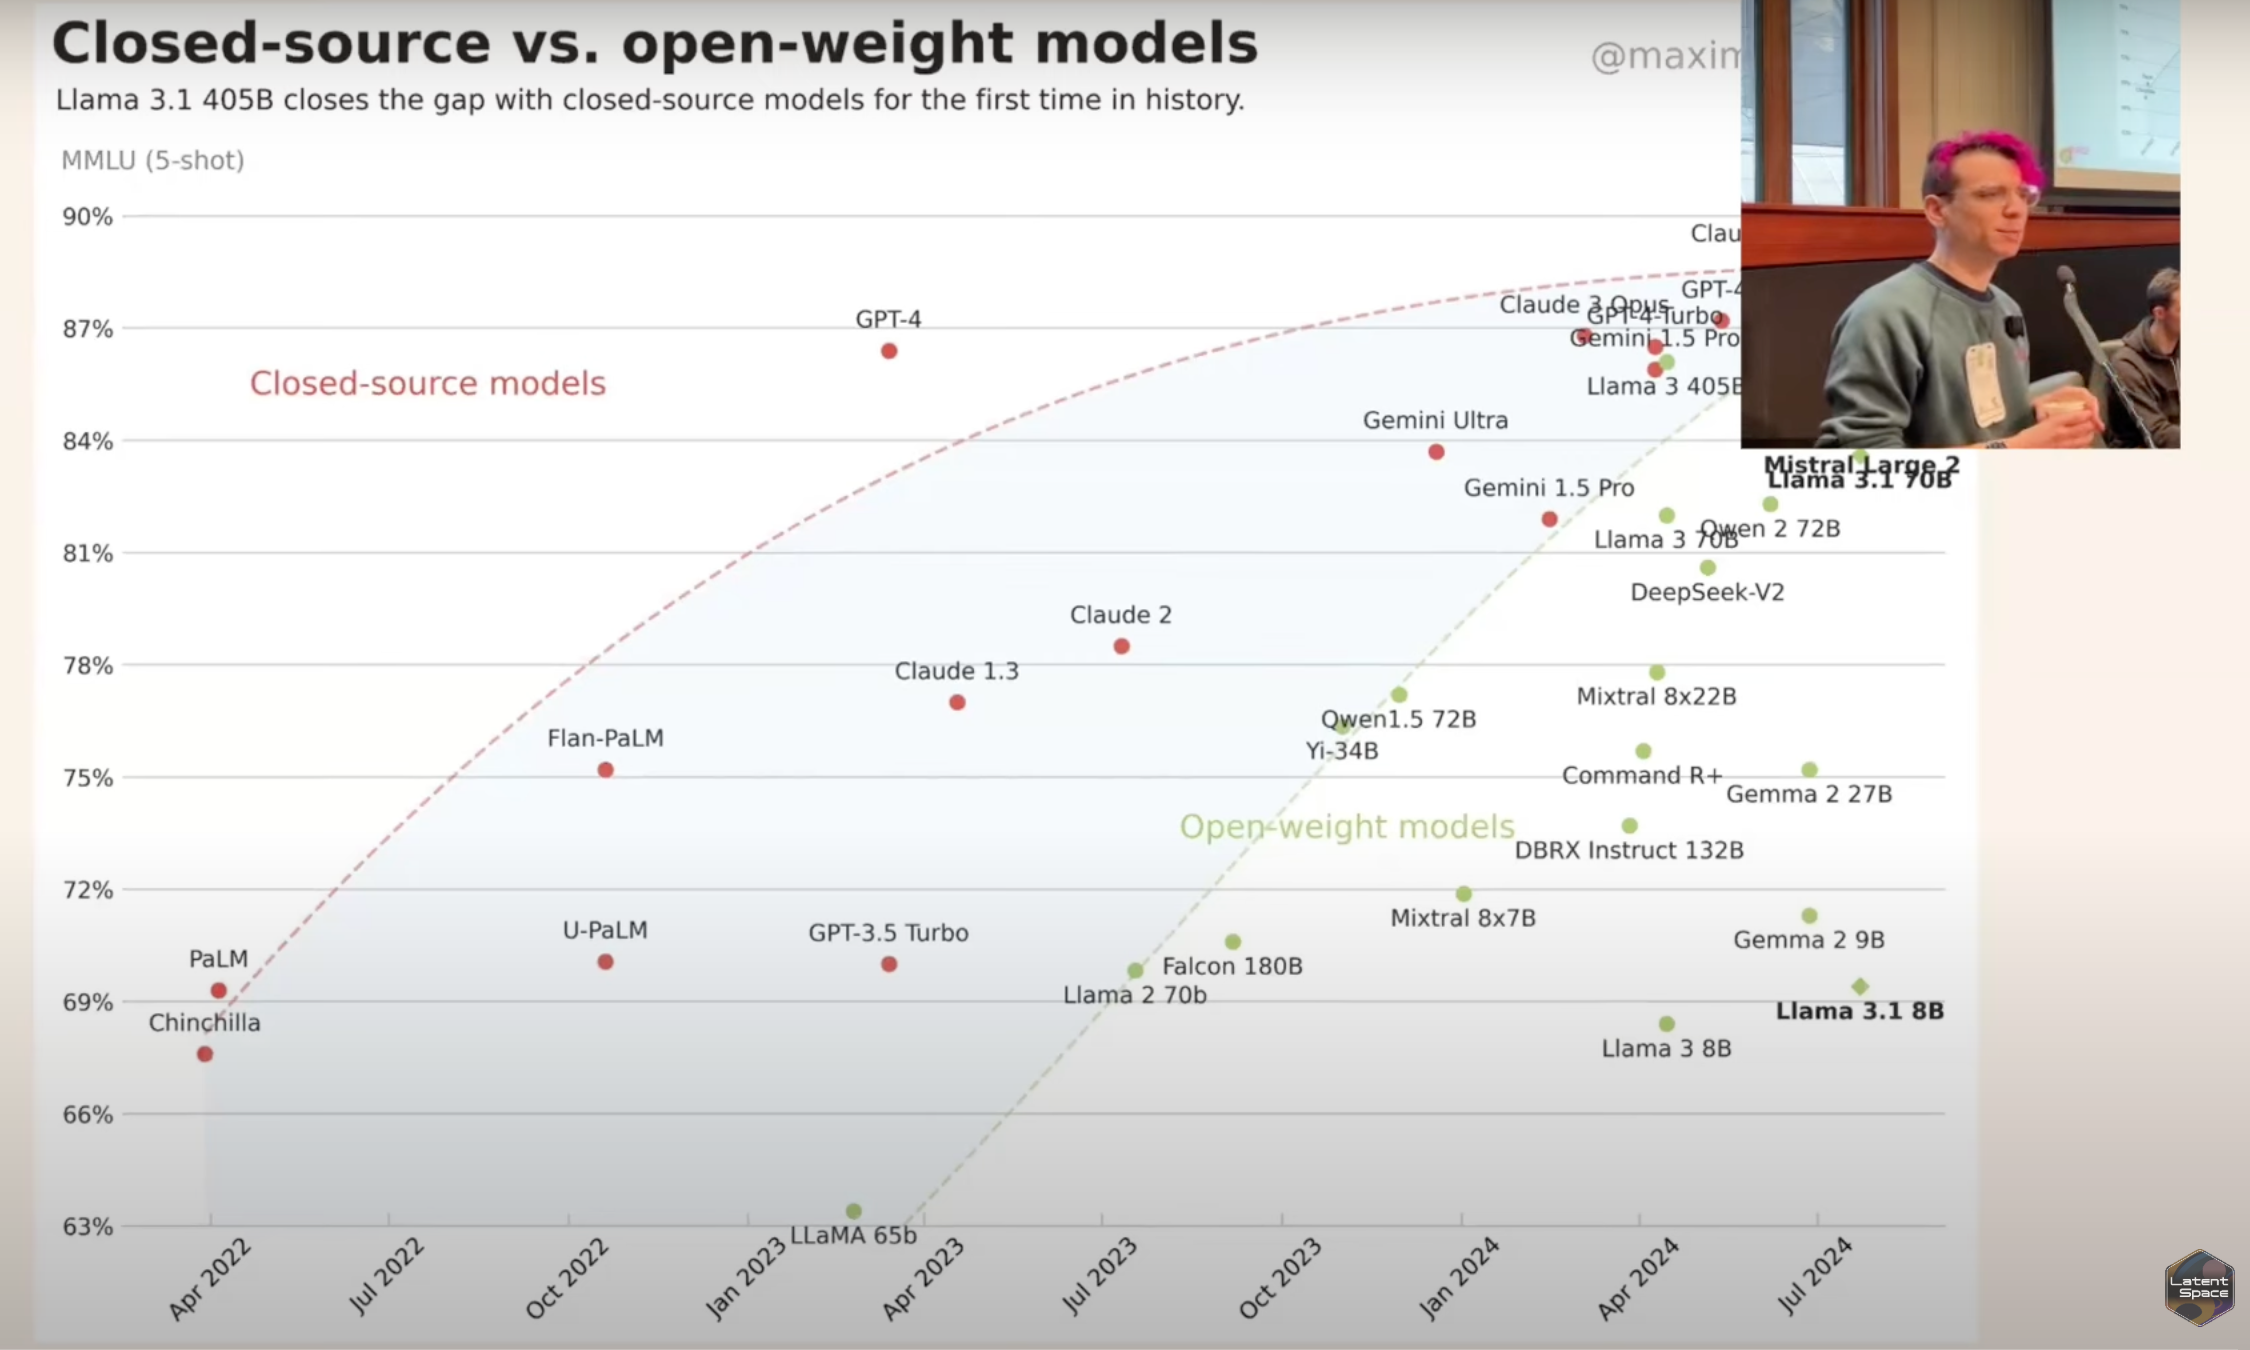 Closed-source vs. open-weight models
@maxim
Llama 3.1 405B closes the gap with closed-source models for the first time in history.
MMLU (5-shot)
90%
Clau
GPT-4
Claude 3 Opus
GPT-4-Turbo
GPT-4
87%
Gemini 1.5 Pro
Closed-source models
Llama 3 405B
Gemini Ultra
84%
Mistral Large 2
Llama 3.1 70B
Gemini 1.5 Pro
Qwen 2 72B
Llama 3 70B
81%
DeepSeek-V2
Claude 2
78%
Claude 1.3
Mixtral 8x22B
Qwen1.5 72B
Flan-PaLM
Yi-34B
75%
Command R+
Gemma 2 27B
Open-weight models
DBRX Instruct 132B
72%
Mixtral 8x7B
U-PaLM
GPT-3.5 Turbo
Gemma 2 9B
PaLM
Falcon 180B
Llama 2 70b
69%
Llama 3.1 8B
Chinchilla
Llama 3 8B
66%
63%
LLaMA 65b
Apr 2022
Jul 2022
Oct 2022
Jan 2023
Apr 2023
Jul 2023
Oct 2023
Jan 2024
Apr 2024
Jul 2024
Latent
Space